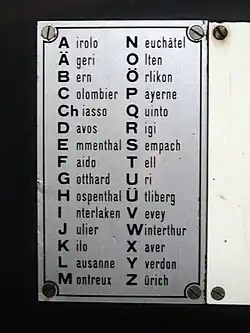 Airolo
Ägeri
Bern
Colombier
Chiasso
Davos
Emmenthal
Faido
Gotthard
Hospenthal
Interlaken
Julier
Kilo
Lausanne
Montreux
Neuchâtel
Olten
Örlikon
Payerne
Quinto
Rigi
Sempach
Tell
Uri
Ütliberg
Vevey
Winterthur
Xaver
Yverdon
Zürich